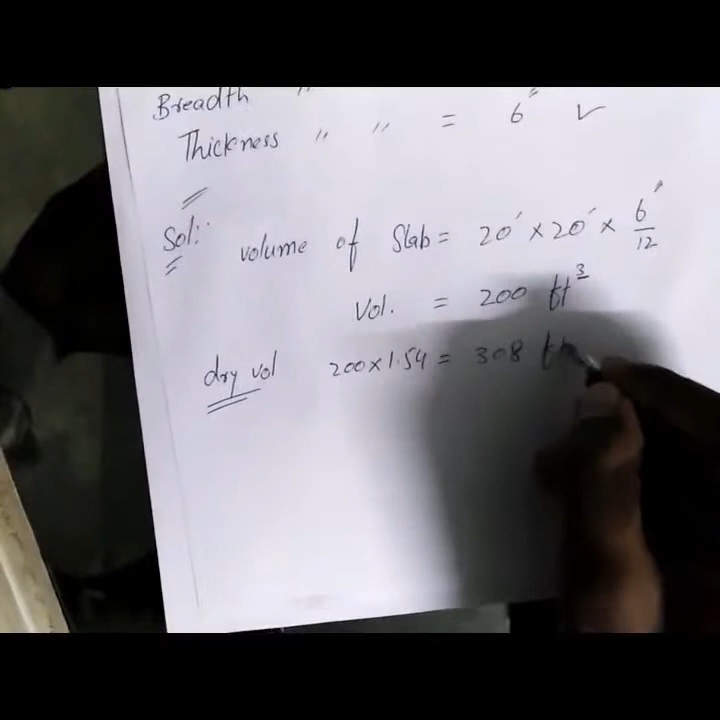 Breadth "
Thickness " " = 6" ✓
Sol:- volume of Slab = 20' × 20' × 6"/12
Vol. = 200 ft³
dry vol 200×1.54 = 308 ft